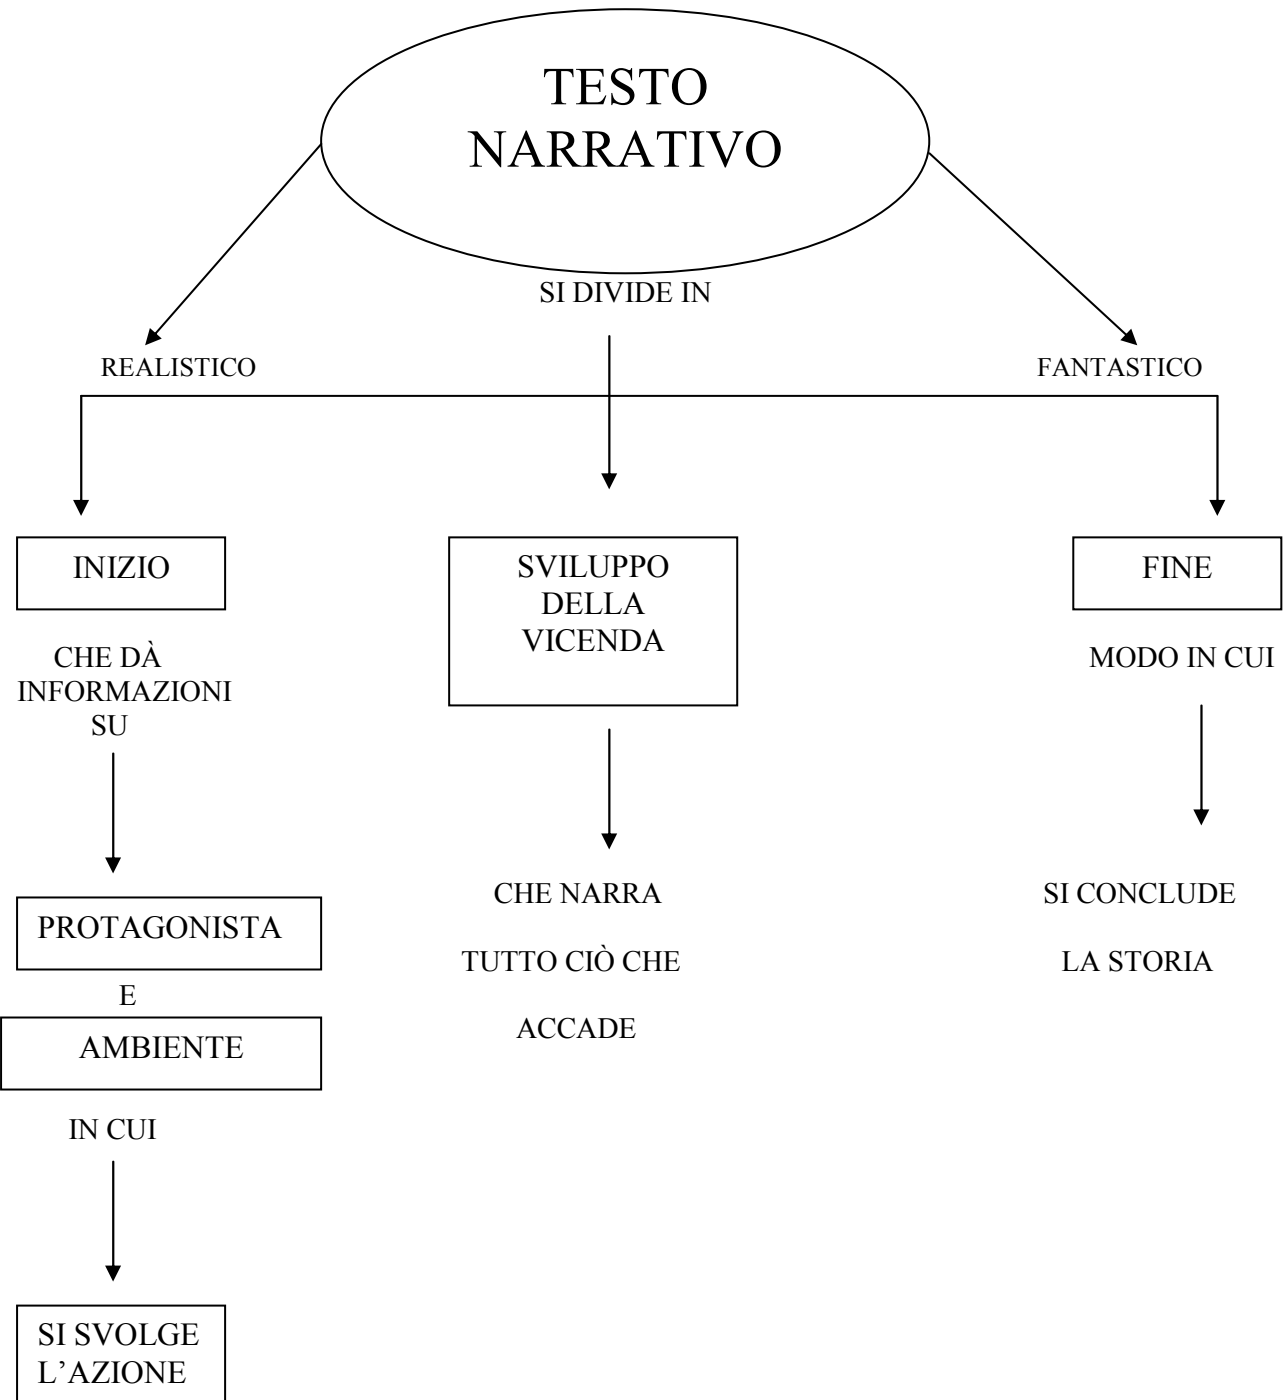 TESTO
NARRATIVO
SI DIVIDE IN
REALISTICO
FANTASTICO
INIZIO
CHE DÀ
INFORMAZIONI
SU
PROTAGONISTA
E
AMBIENTE
IN CUI
SI SVOLGE
L’AZIONE
SVILUPPO
DELLA
VICENDA
CHE NARRA
TUTTO CIÒ CHE
ACCADE
FINE
MODO IN CUI
SI CONCLUDE
LA STORIA